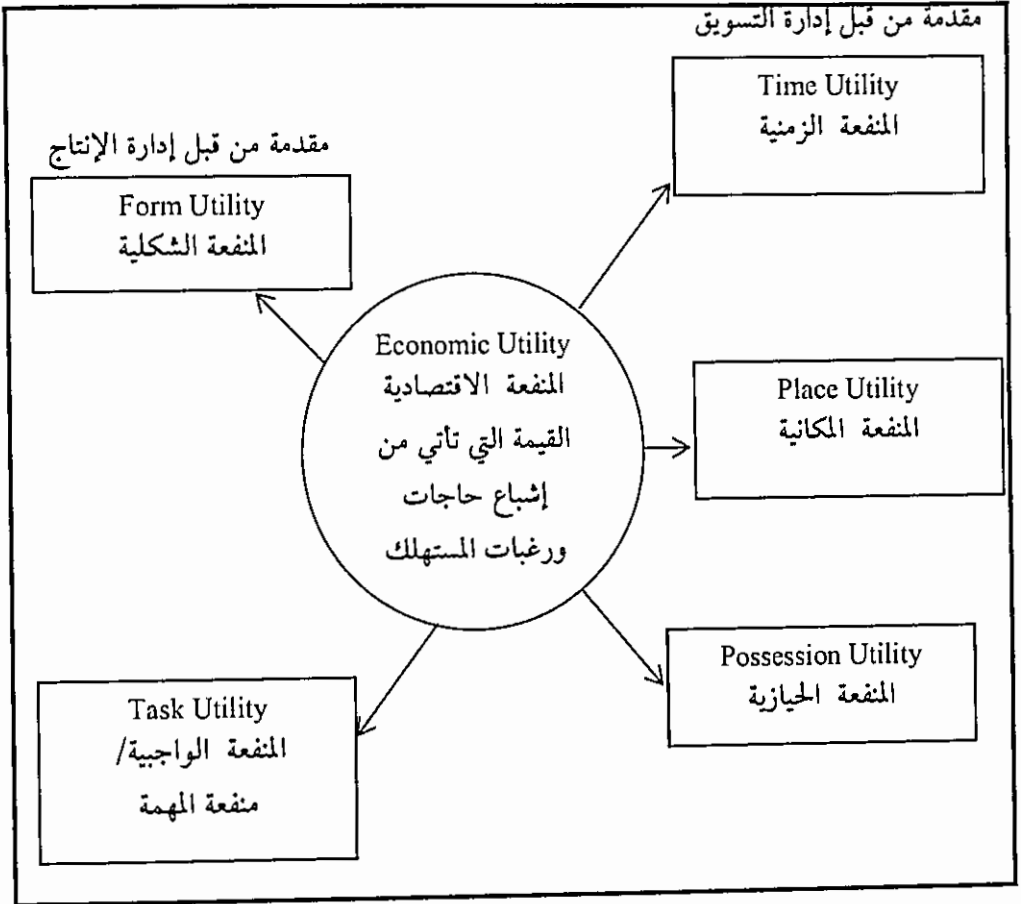 مقدمة من قبل إدارة التسويق
Time Utility
المنفعة الزمنية
مقدمة من قبل إدارة الإنتاج
Form Utility
المنفعة الشكلية
Economic Utility
المنفعة الاقتصادية
القيمة التي تأتي من
إشباع حاجات
ورغبات المستهلك
Place Utility
المنفعة المكانية
Possession Utility
المنفعة الحيازية
Task Utility
المنفعة الواجبية/
منفعة المهمة